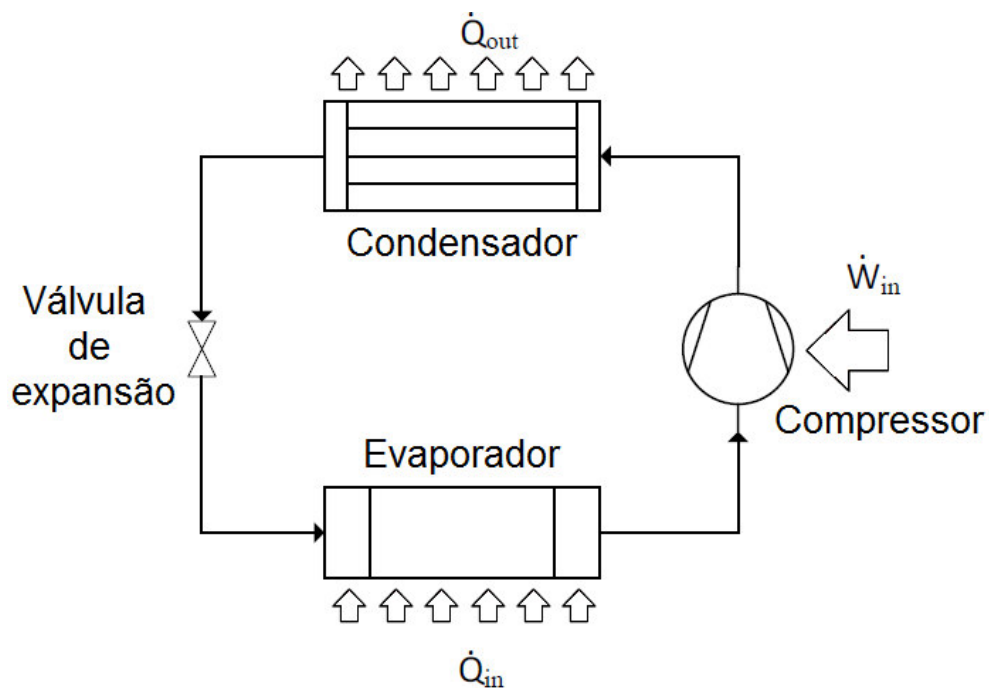 Q̇out
Condensador
Ẇin
Válvula
de
expansão
Compressor
Evaporador
Q̇in